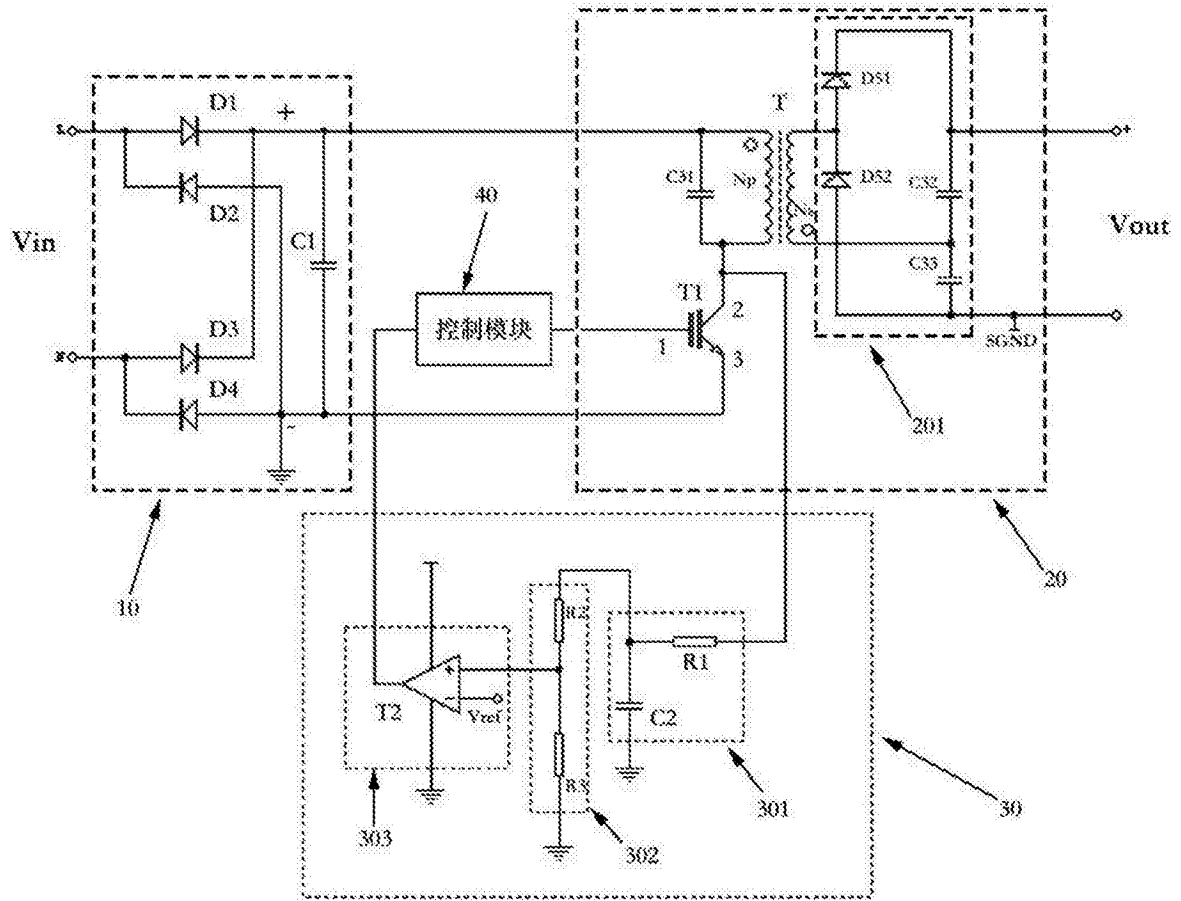 Vin
L
N
D1
D2
D3
D4
+
-
C1
10
40
控制模块
T1
1
2
3
C31
Np
T
D51
D52
C32
C33
SGND
201
+
Vout
20
T2
+
-
Vref
303
R2
R3
302
R1
C2
301
30